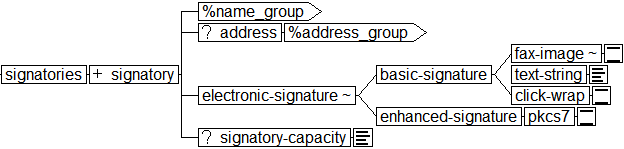 %name_group
? address %address_group
signatories + signatory
fax-image ~
basic-signature text-string
electronic-signature ~ click-wrap
enhanced-signature pkcs7
? signatory-capacity